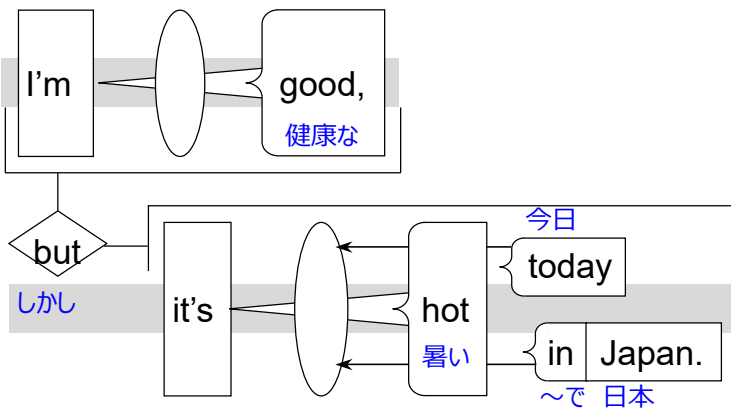 I'm good,
健康な
but
しかし
今日
today
it's hot
暑い
in Japan.
～で 日本